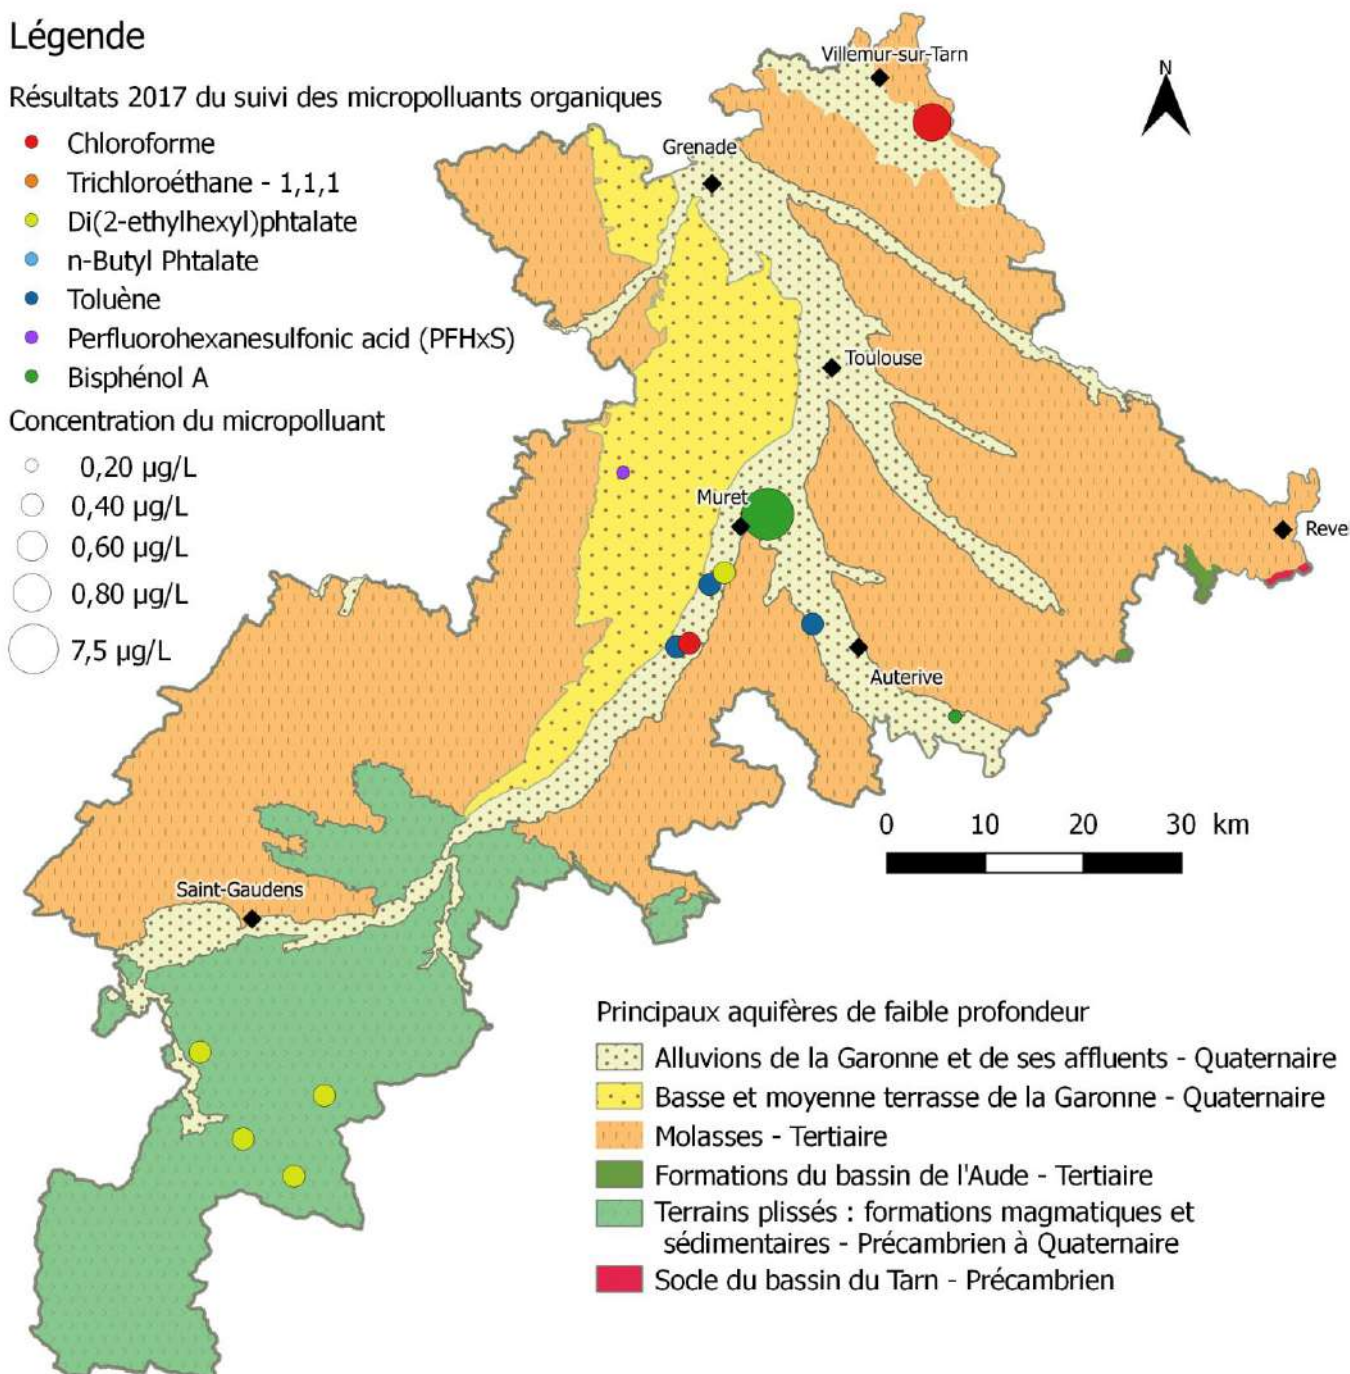 Légende
Résultats 2017 du suivi des micropolluants organiques
Chloroforme
Trichloroéthane - 1,1,1
Di(2-ethylhexyl)phtalate
n-Butyl Phtalate
Toluène
Perfluorohexanesulfonic acid (PFHxS)
Bisphénol A
Concentration du micropolluant
0,20 µg/L
0,40 µg/L
0,60 µg/L
0,80 µg/L
7,5 µg/L
Villemur-sur-Tarn
N
Grenade
Toulouse
Muret
Reve
Auterive
0 10 20 30 km
Saint-Gaudens
Principaux aquifères de faible profondeur
Alluvions de la Garonne et de ses affluents - Quaternaire
Basse et moyenne terrasse de la Garonne - Quaternaire
Molasses - Tertiaire
Formations du bassin de l'Aude - Tertiaire
Terrains plissés : formations magmatiques et
sédimentaires - Précambrien à Quaternaire
Socle du bassin du Tarn - Précambrien